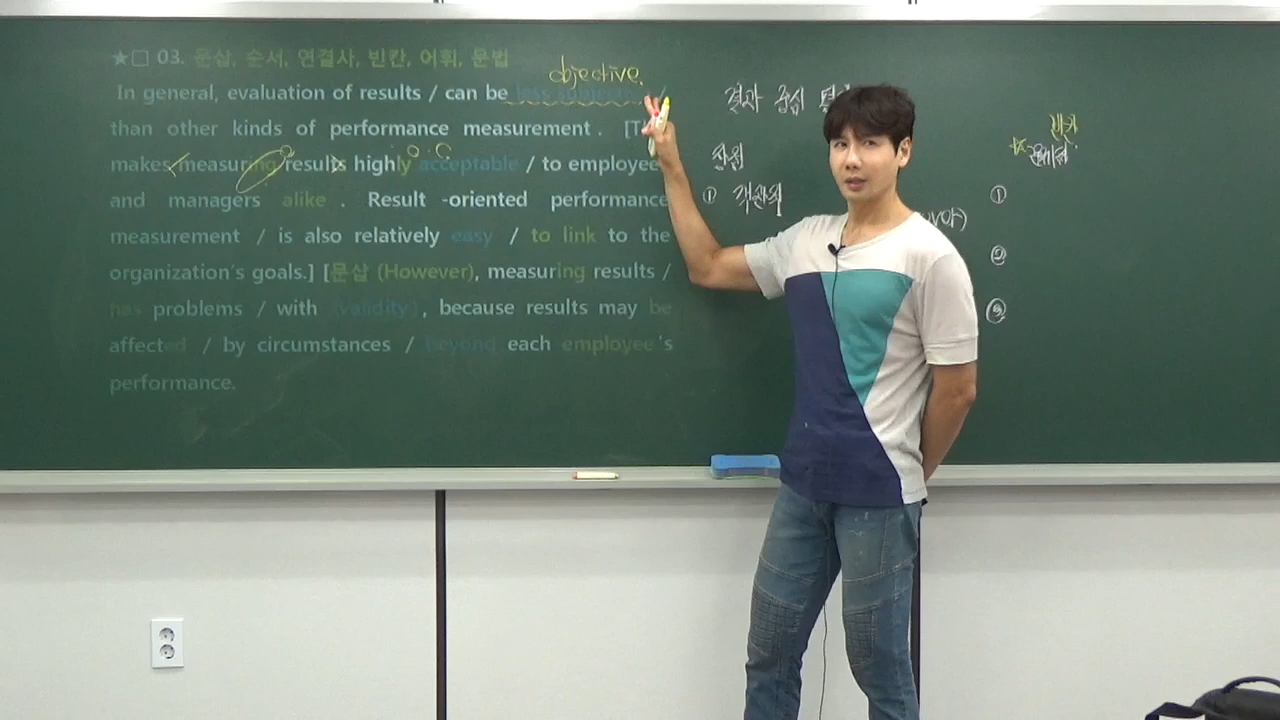 ★□ 03. 문삽, 순서, 연결사, 빈칸, 어휘, 문법
objective
In general, evaluation of results / can be less
than other kinds of performance measurement . [T
makes measuring results highly acceptable / to employee
and managers alike . Result -oriented performance
measurement / is also relatively easy / to link to the
organization's goals.] [문삽 (However), measuring results /
has problems / with (validity), because results may be
affected / by circumstances / beyond each employee's
performance.
결과 중심
장점
① 객관적
①
②
③